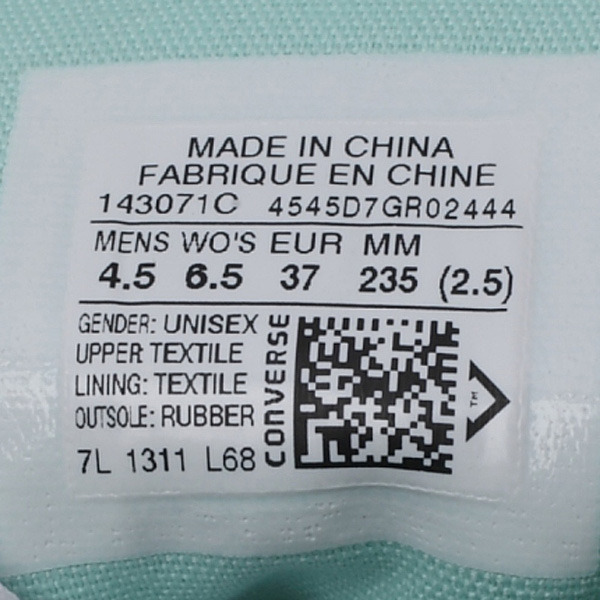 MADE IN CHINA
FABRIQUE EN CHINE
143071C 4545D7GR02444
MENS WO'S EUR MM
4.5 6.5 37 235 (2.5)
GENDER: UNISEX
UPPER TEXTILE
LINING: TEXTILE
OUTSOLE: RUBBER
7L 1311 L68
CONVERSE
TM